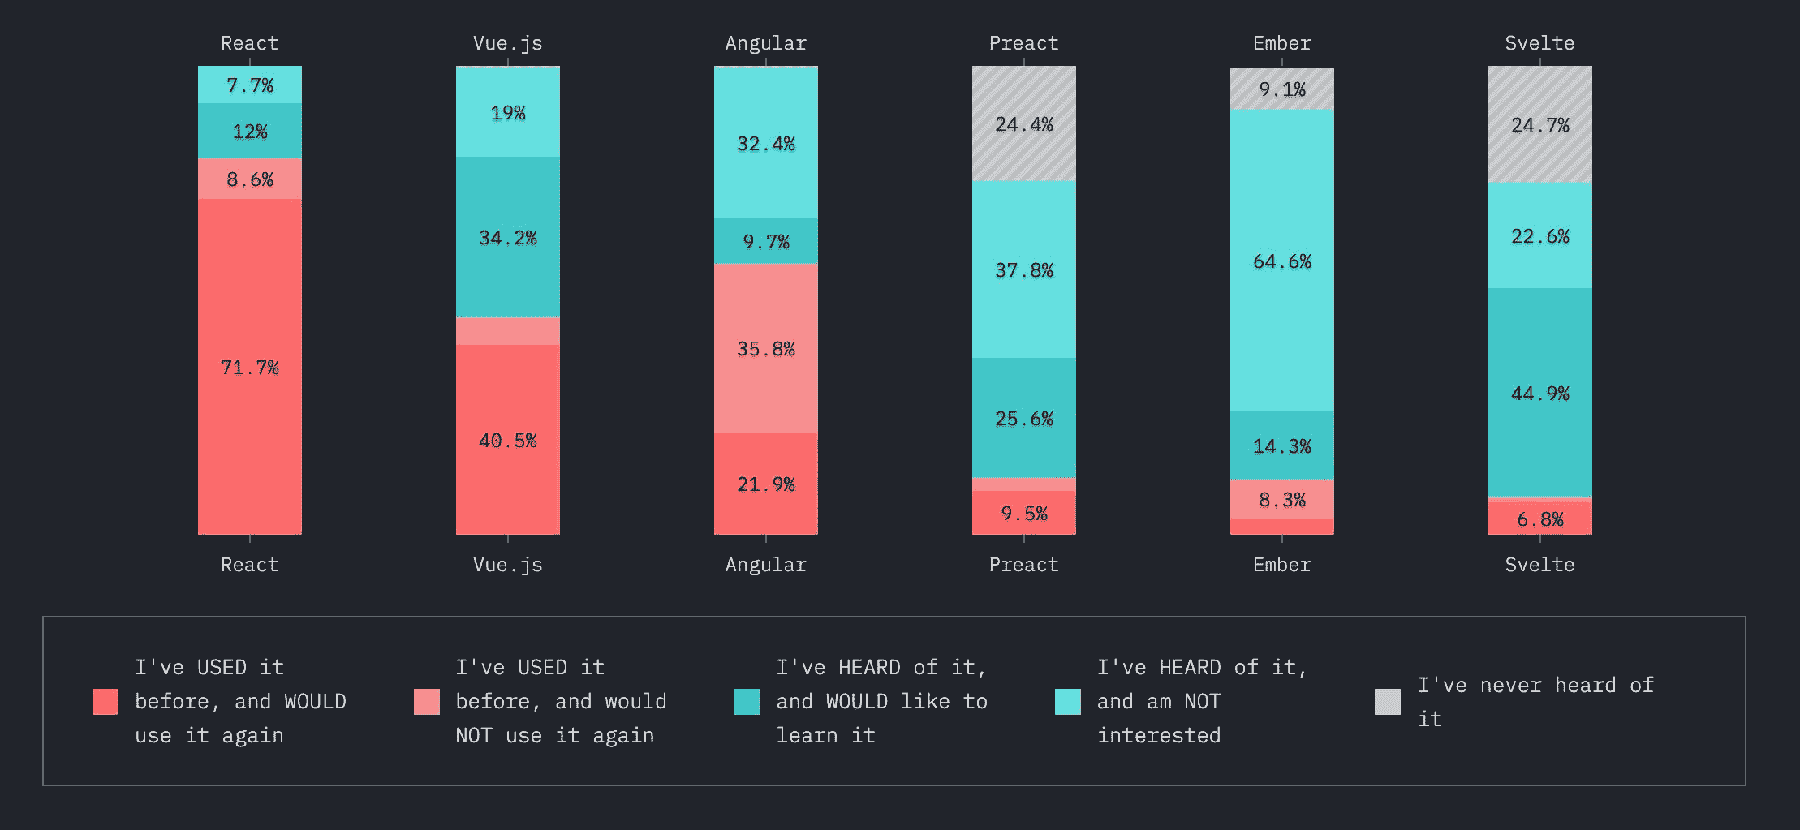 React Vue.js Angular Preact Ember Svelte
7.7% 19% 32.4% 24.4% 9.1% 24.7%
12% 34.2% 9.7% 37.8% 64.6% 22.6%
8.6% 40.5% 35.8% 25.6% 14.3% 44.9%
71.7% 21.9% 9.5% 8.3% 6.8%
React Vue.js Angular Preact Ember Svelte
I've USED it
before, and WOULD
use it again
I've USED it
before, and would
NOT use it again
I've HEARD of it,
and WOULD like to
learn it
I've HEARD of it,
and am NOT
interested
I've never heard of
it